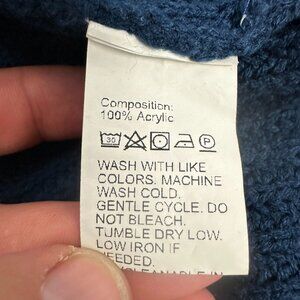 Composition:
100% Acrylic
30 P
WASH WITH LIKE
COLORS. MACHINE
WASH COLD.
GENTLE CYCLE. DO
NOT BLEACH.
TUMBLE DRY LOW.
LOW IRON IF
NEEDED.